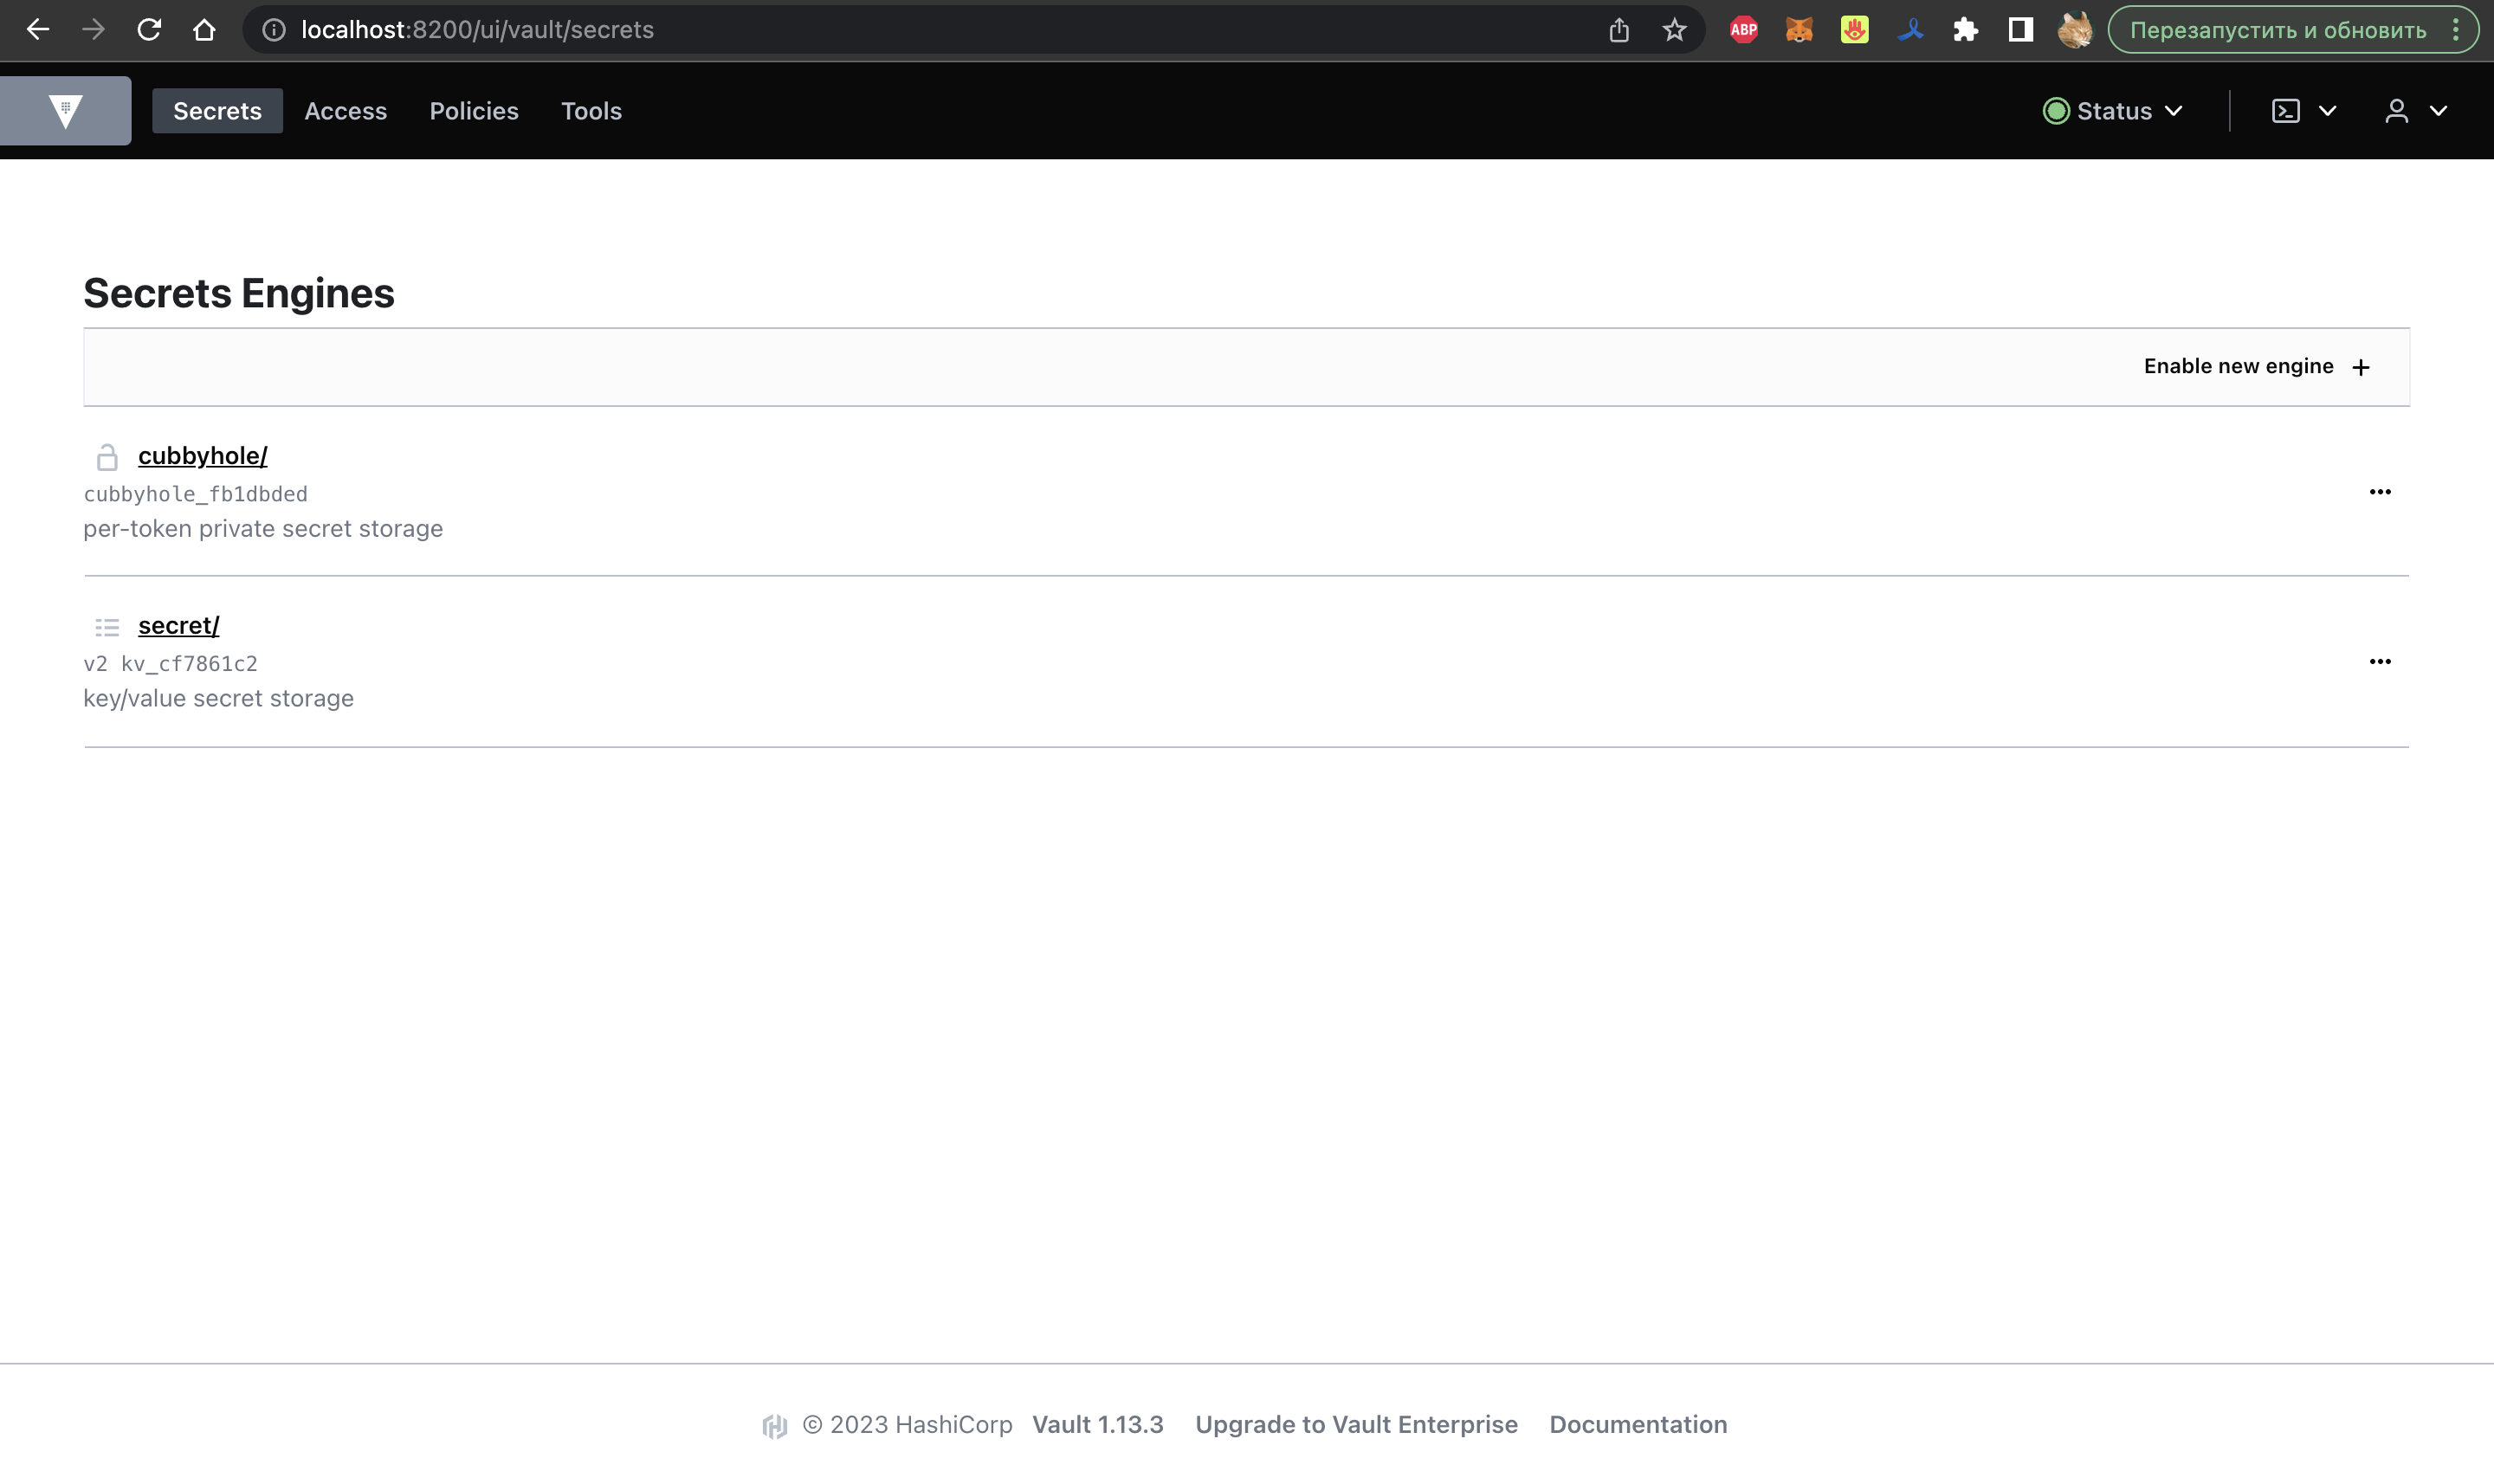 localhost:8200/ui/vault/secrets
ABP
Перезапустить и обновить
Secrets
Access
Policies
Tools
Status
Secrets Engines
Enable new engine
cubbyhole/
cubbyhole_fb1dbded
per-token private secret storage
secret/
v2 kv_cf7861c2
key/value secret storage
© 2023 HashiCorp Vault 1.13.3 Upgrade to Vault Enterprise Documentation